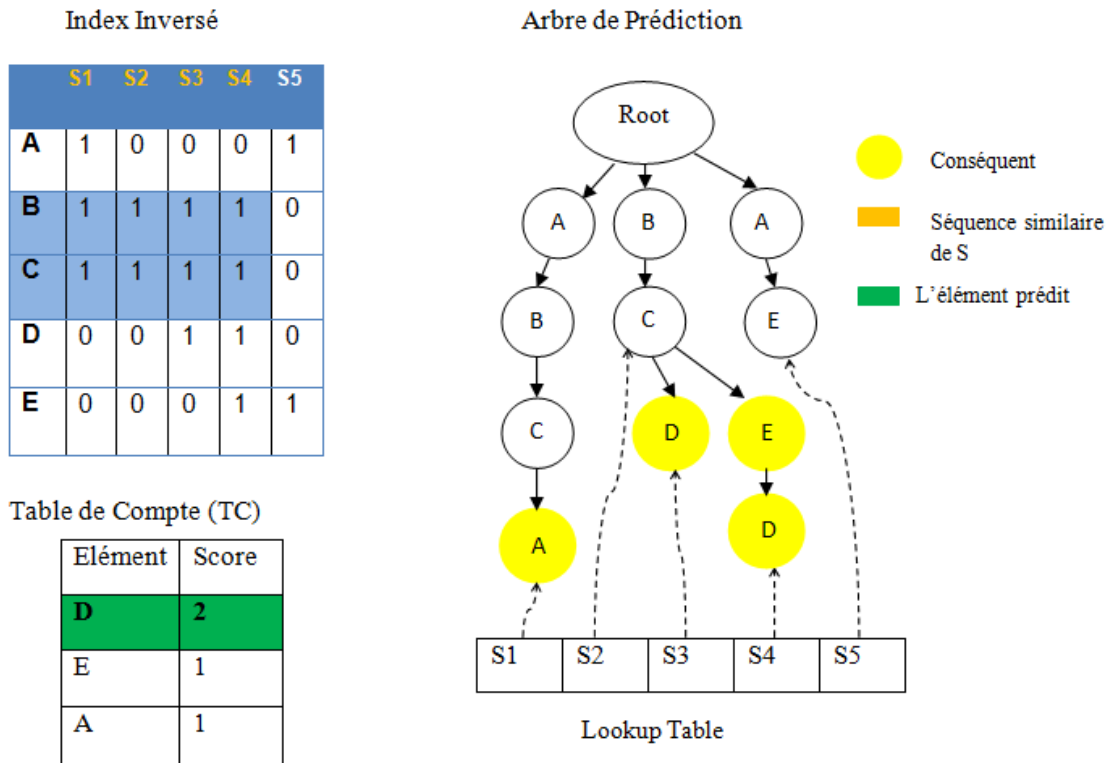 Index Inversé
S1 S2 S3 S4 S5
A 1 0 0 0 1
B 1 1 1 1 0
C 1 1 1 1 0
D 0 0 1 1 0
E 0 0 0 1 1
Table de Compte (TC)
Elément Score
D 2
E 1
A 1
Arbre de Prédiction
Root
A B A
B C E
C D E
A D
S1 S2 S3 S4 S5
Lookup Table
Conséquent
Séquence similaire
de S
L'élément prédit